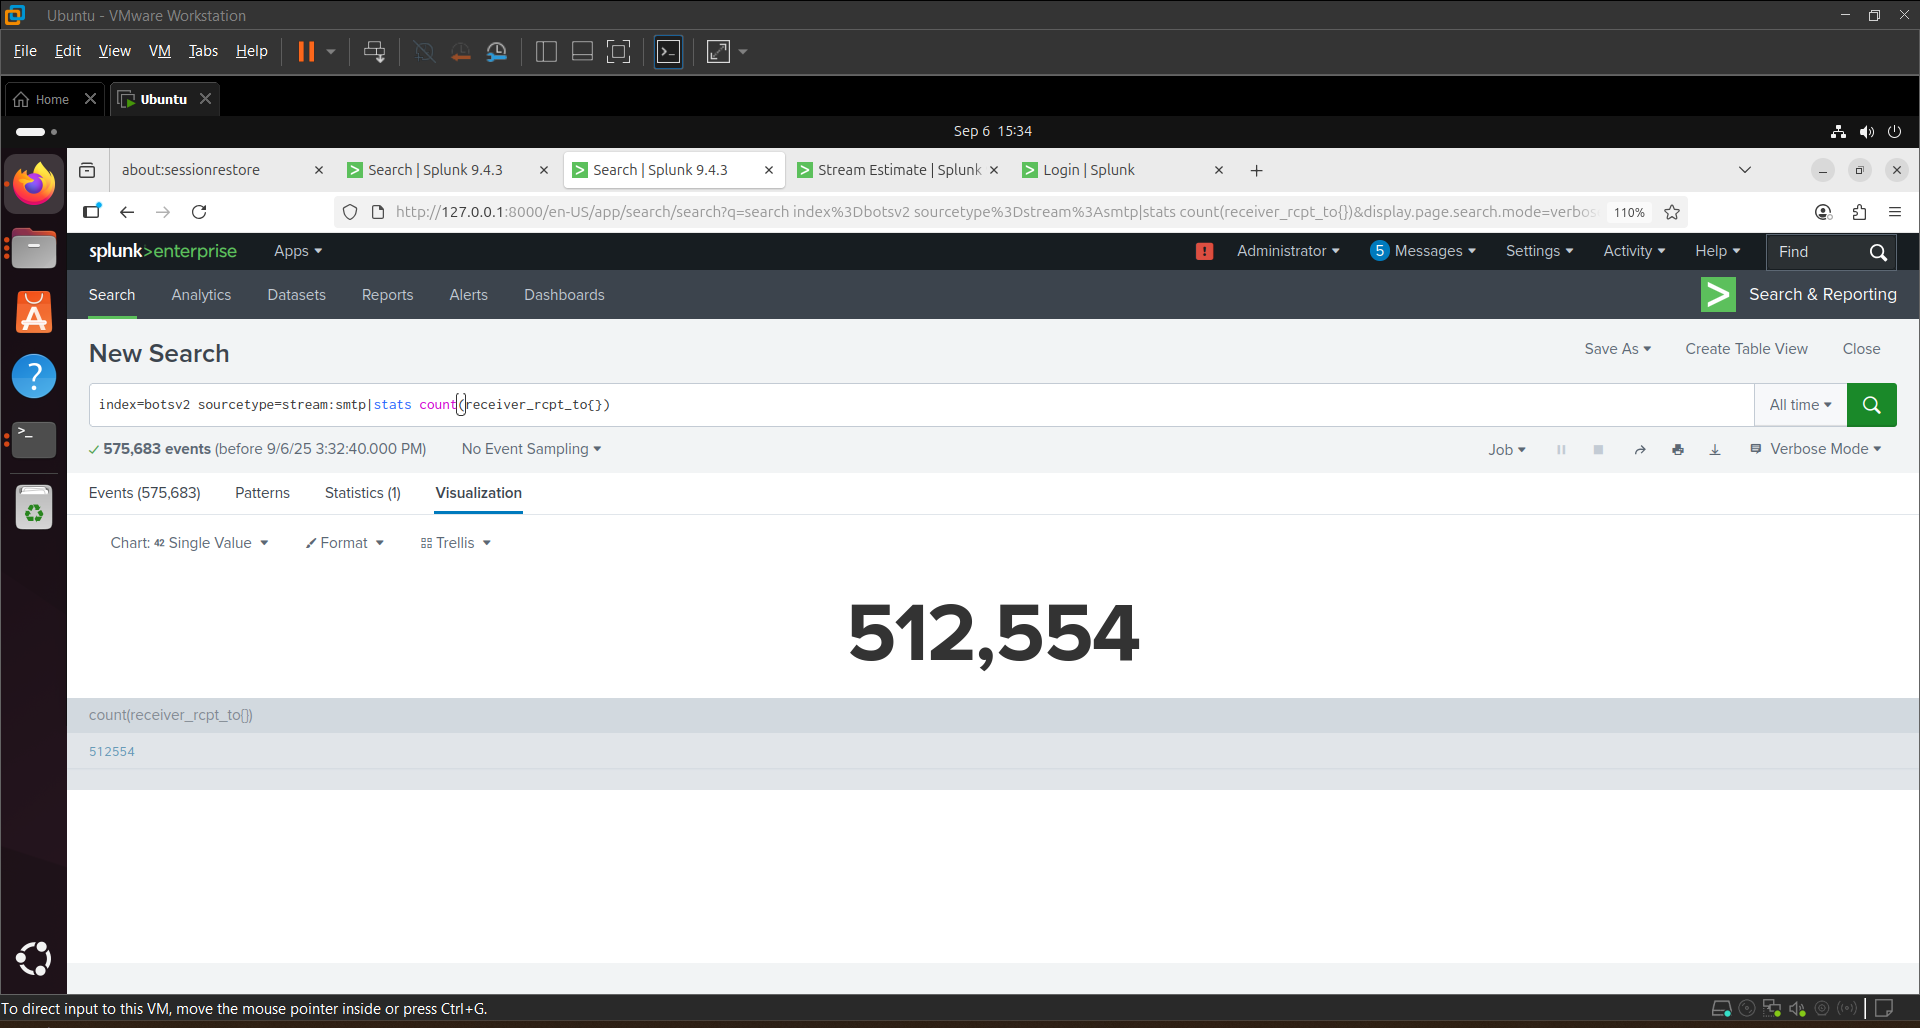 Ubuntu - VMware Workstation
File Edit View VM Tabs Help
Home Ubuntu
Sep 6 15:34
about:sessionrestore Search | Splunk 9.4.3 Search | Splunk 9.4.3 Stream Estimate | Splunk Login | Splunk
http://127.0.0.1:8000/en-US/app/search/search?q=search index%3Dbotsv2 sourcetype%3Dstream%3Asmtp|stats count(receiver_rcpt_to{})&display.page.search.mode=verbos 110%
splunk>enterprise Apps Administrator 5 Messages Settings Activity Help Find
Search Analytics Datasets Reports Alerts Dashboards Search & Reporting
New Search Save As Create Table View Close
index=botsv2 sourcetype=stream:smtp|stats count(receiver_rcpt_to{}) All time
575,683 events (before 9/6/25 3:32:40.000 PM) No Event Sampling Job Verbose Mode
Events (575,683) Patterns Statistics (1) Visualization
Chart: 42 Single Value Format Trellis
512,554
count(receiver_rcpt_to{})
512554
To direct input to this VM, move the mouse pointer inside or press Ctrl+G.